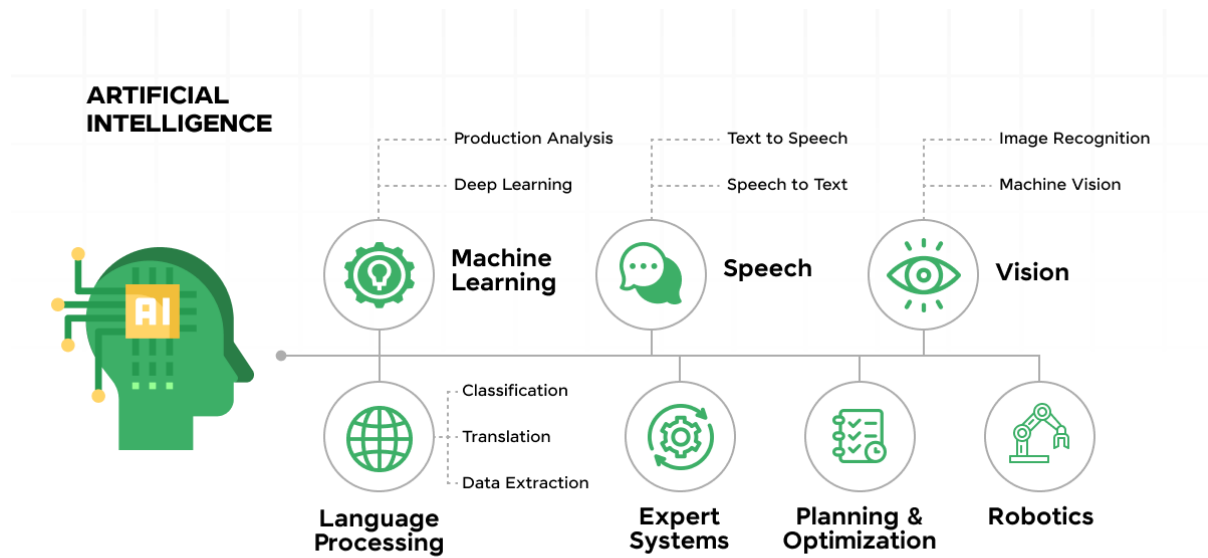 ARTIFICIAL
INTELLIGENCE
Production Analysis
Deep Learning
Machine
Learning
Text to Speech
Speech to Text
Speech
Image Recognition
Machine Vision
Vision
AI
Classification
Translation
Data Extraction
Language
Processing
Expert
Systems
Planning &
Optimization
Robotics